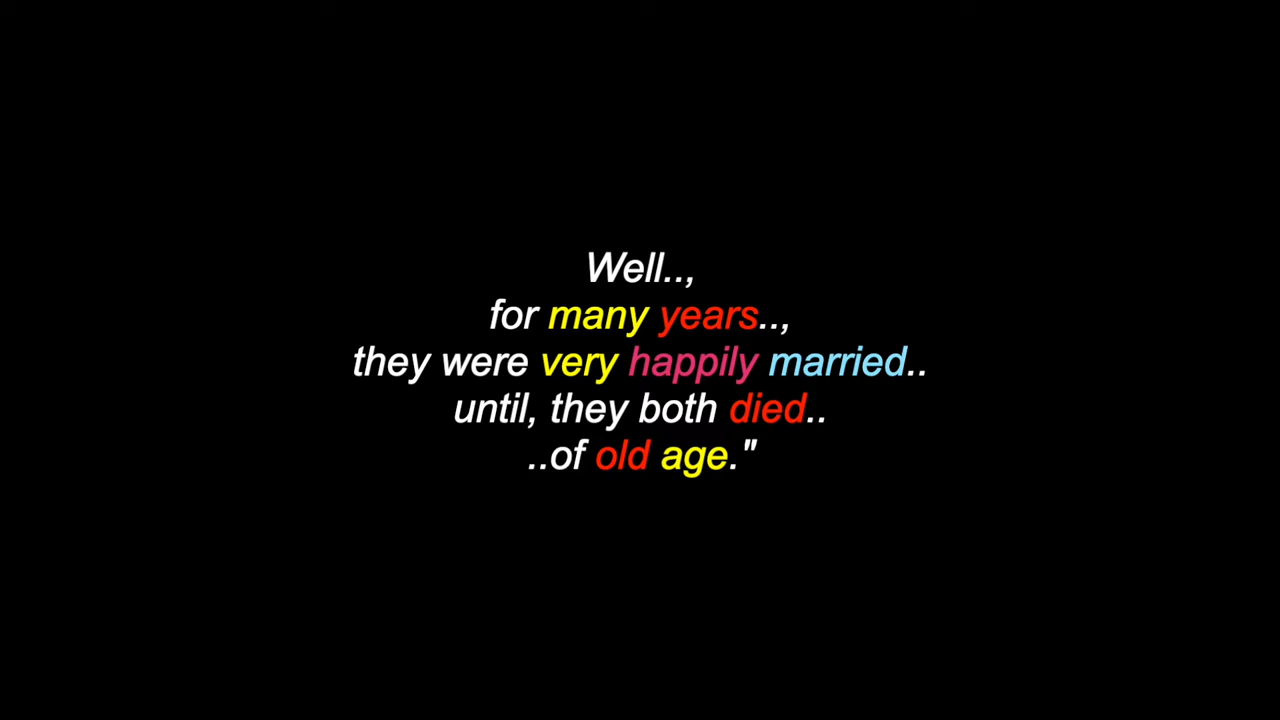 Well..,
for many years..,
they were very happily married..
until, they both died..
..of old age."